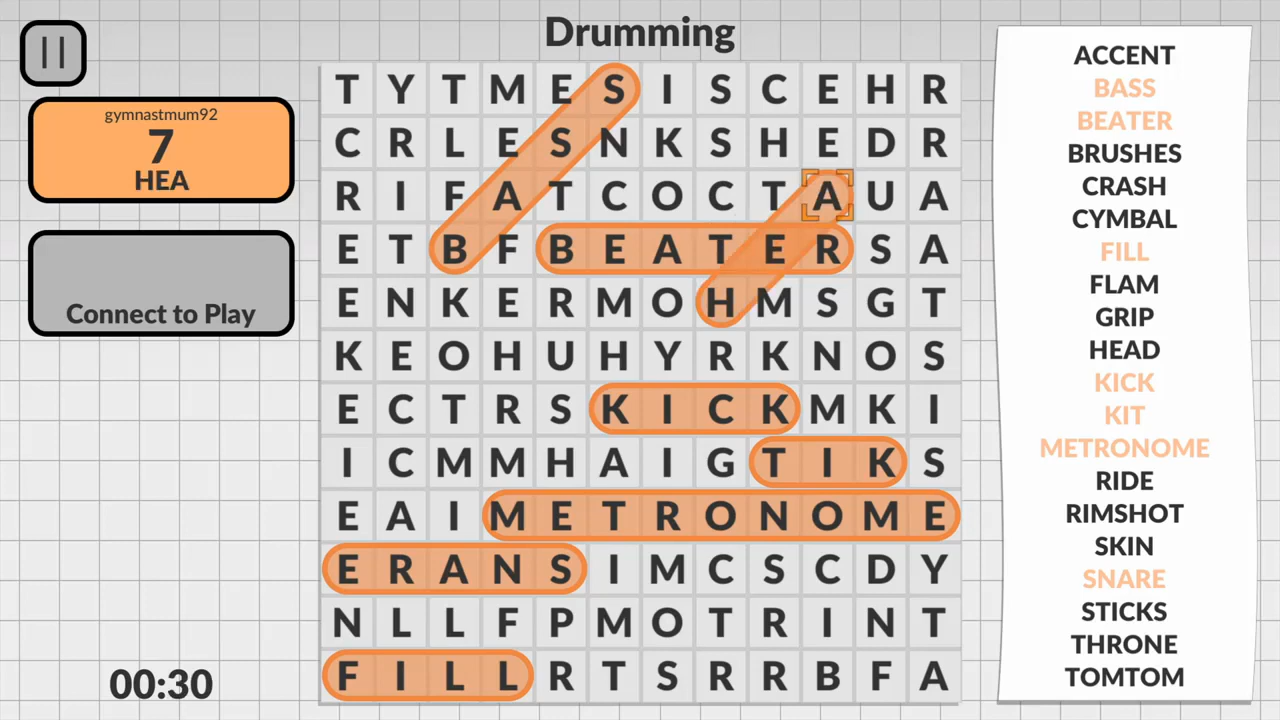 Drumming
gymnastmum92
7
HEA
Connect to Play
00:30
T Y T M E S I S C E H R
C R L E S N K S H E D R
R I F A T C O C T A U A
E T B F B E A T E R S A
E N K E R M O H M S G T
K E O H U H Y R K N O S
E C T R S K I C K M K I
I C M M H A I G T I K S
E A I M E T R O N O M E
E R A N S I M C S C D Y
N L L F P M O T R I N T
F I L L R T S R R B F A
ACCENT
BASS
BEATER
BRUSHES
CRASH
CYMBAL
FILL
FLAM
GRIP
HEAD
KICK
KIT
METRONOME
RIDE
RIMSHOT
SKIN
SNARE
STICKS
THRONE
TOMTOM